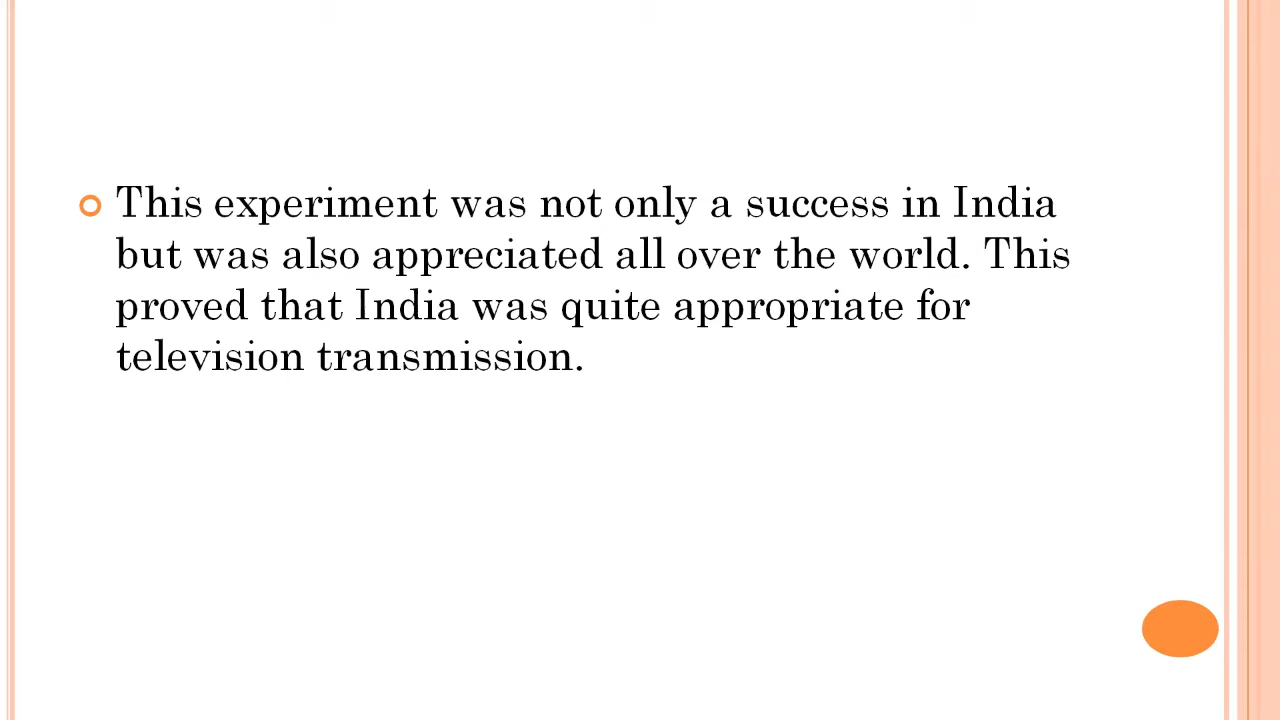 This experiment was not only a success in India
but was also appreciated all over the world. This
proved that India was quite appropriate for
television transmission.